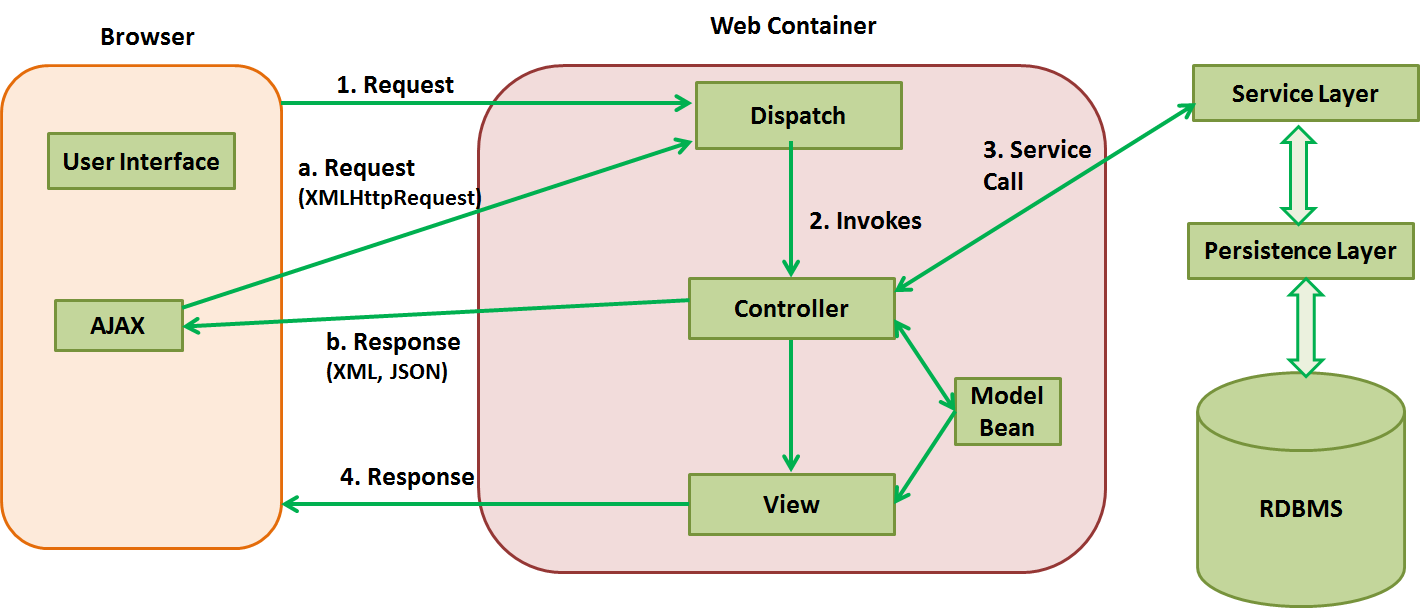 Browser
Web Container
1. Request
Dispatch
Service Layer
User Interface
a. Request
(XMLHttpRequest)
3. Service
Call
2. Invokes
Persistence Layer
AJAX
Controller
b. Response
(XML, JSON)
Model
Bean
4. Response
View
RDBMS